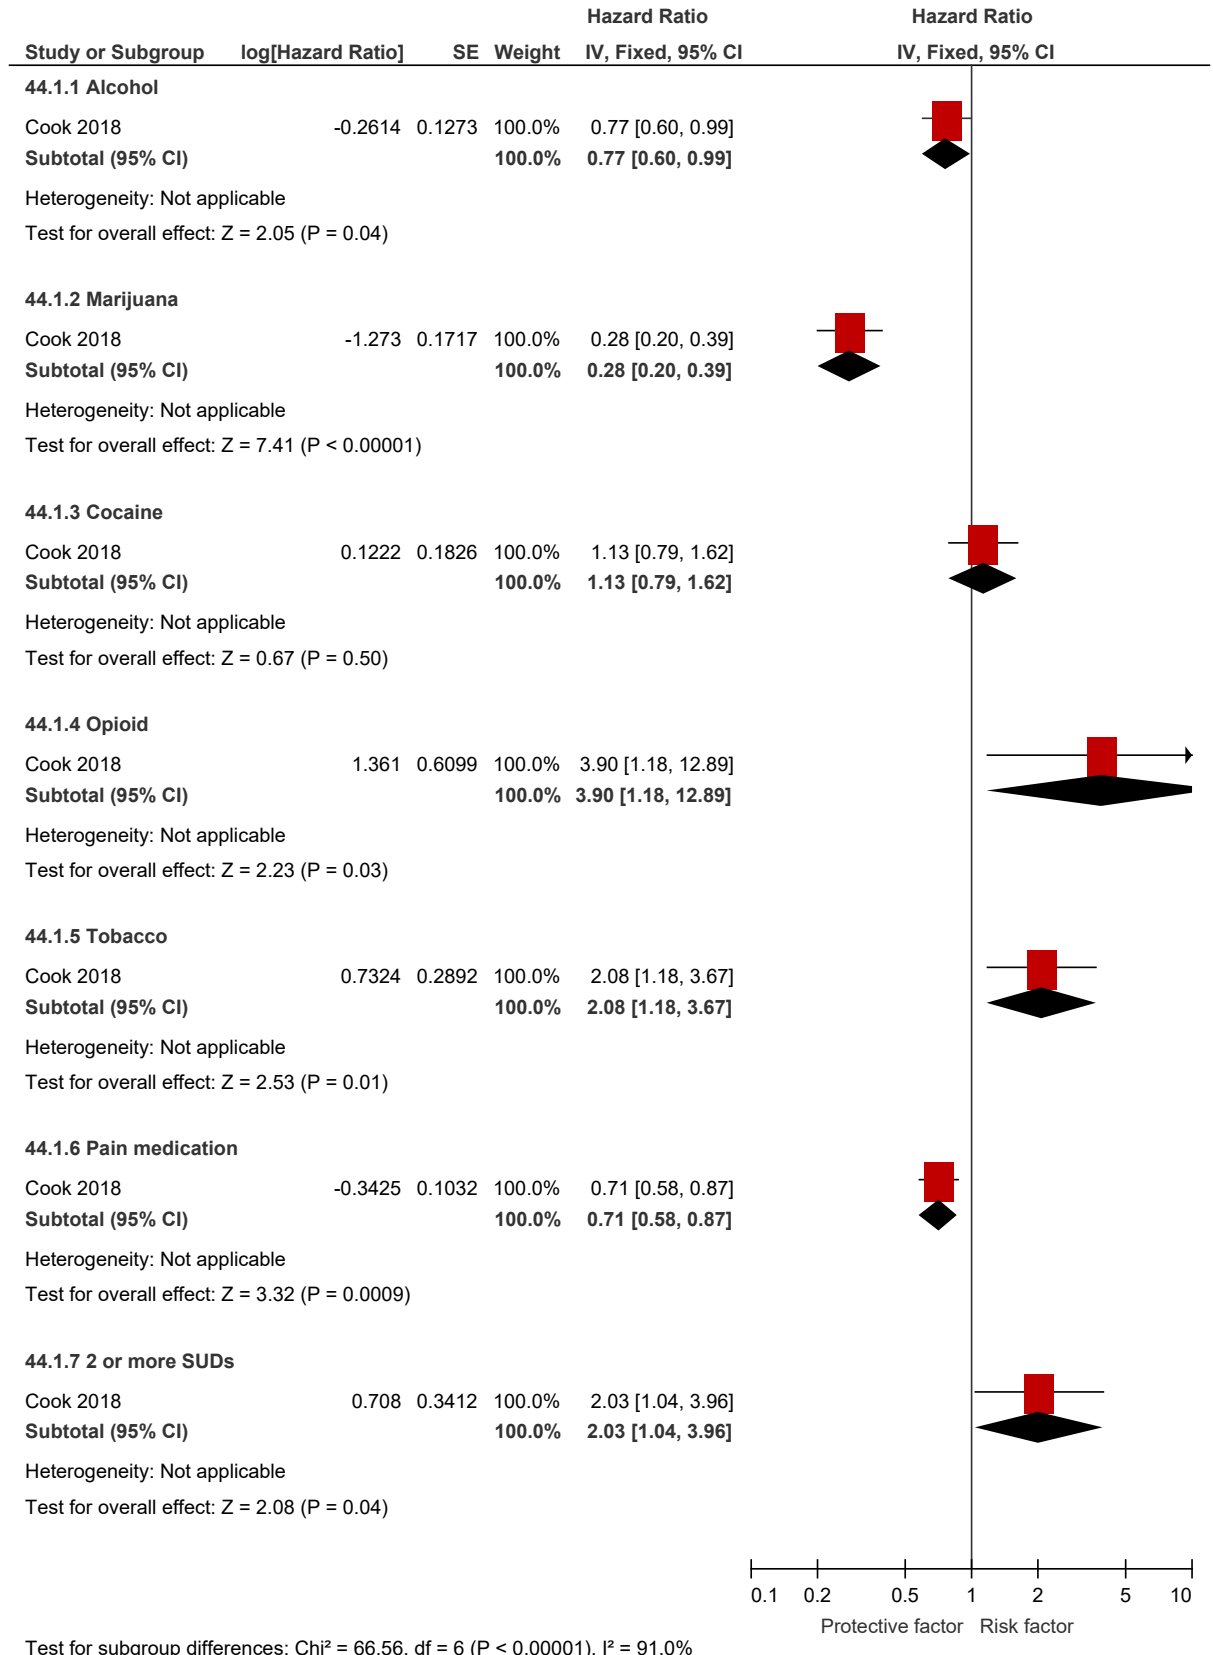 Hazard Ratio Hazard Ratio
Study or Subgroup log[Hazard Ratio] SE Weight IV, Fixed, 95% CI IV, Fixed, 95% CI
44.1.1 Alcohol
Cook 2018 -0.2614 0.1273 100.0% 0.77 [0.60, 0.99]
Subtotal (95% CI) 100.0% 0.77 [0.60, 0.99]
Heterogeneity: Not applicable
Test for overall effect: Z = 2.05 (P = 0.04)
44.1.2 Marijuana
Cook 2018 -1.273 0.1717 100.0% 0.28 [0.20, 0.39]
Subtotal (95% CI) 100.0% 0.28 [0.20, 0.39]
Heterogeneity: Not applicable
Test for overall effect: Z = 7.41 (P < 0.00001)
44.1.3 Cocaine
Cook 2018 0.1222 0.1826 100.0% 1.13 [0.79, 1.62]
Subtotal (95% CI) 100.0% 1.13 [0.79, 1.62]
Heterogeneity: Not applicable
Test for overall effect: Z = 0.67 (P = 0.50)
44.1.4 Opioid
Cook 2018 1.361 0.6099 100.0% 3.90 [1.18, 12.89]
Subtotal (95% CI) 100.0% 3.90 [1.18, 12.89]
Heterogeneity: Not applicable
Test for overall effect: Z = 2.23 (P = 0.03)
44.1.5 Tobacco
Cook 2018 0.7324 0.2892 100.0% 2.08 [1.18, 3.67]
Subtotal (95% CI) 100.0% 2.08 [1.18, 3.67]
Heterogeneity: Not applicable
Test for overall effect: Z = 2.53 (P = 0.01)
44.1.6 Pain medication
Cook 2018 -0.3425 0.1032 100.0% 0.71 [0.58, 0.87]
Subtotal (95% CI) 100.0% 0.71 [0.58, 0.87]
Heterogeneity: Not applicable
Test for overall effect: Z = 3.32 (P = 0.0009)
44.1.7 2 or more SUDs
Cook 2018 0.708 0.3412 100.0% 2.03 [1.04, 3.96]
Subtotal (95% CI) 100.0% 2.03 [1.04, 3.96]
Heterogeneity: Not applicable
Test for overall effect: Z = 2.08 (P = 0.04)
0.1 0.2 0.5 1 2 5 10
Protective factor Risk factor
Test for subgroup differences: Chi² = 66.56, df = 6 (P < 0.00001), I² = 91.0%